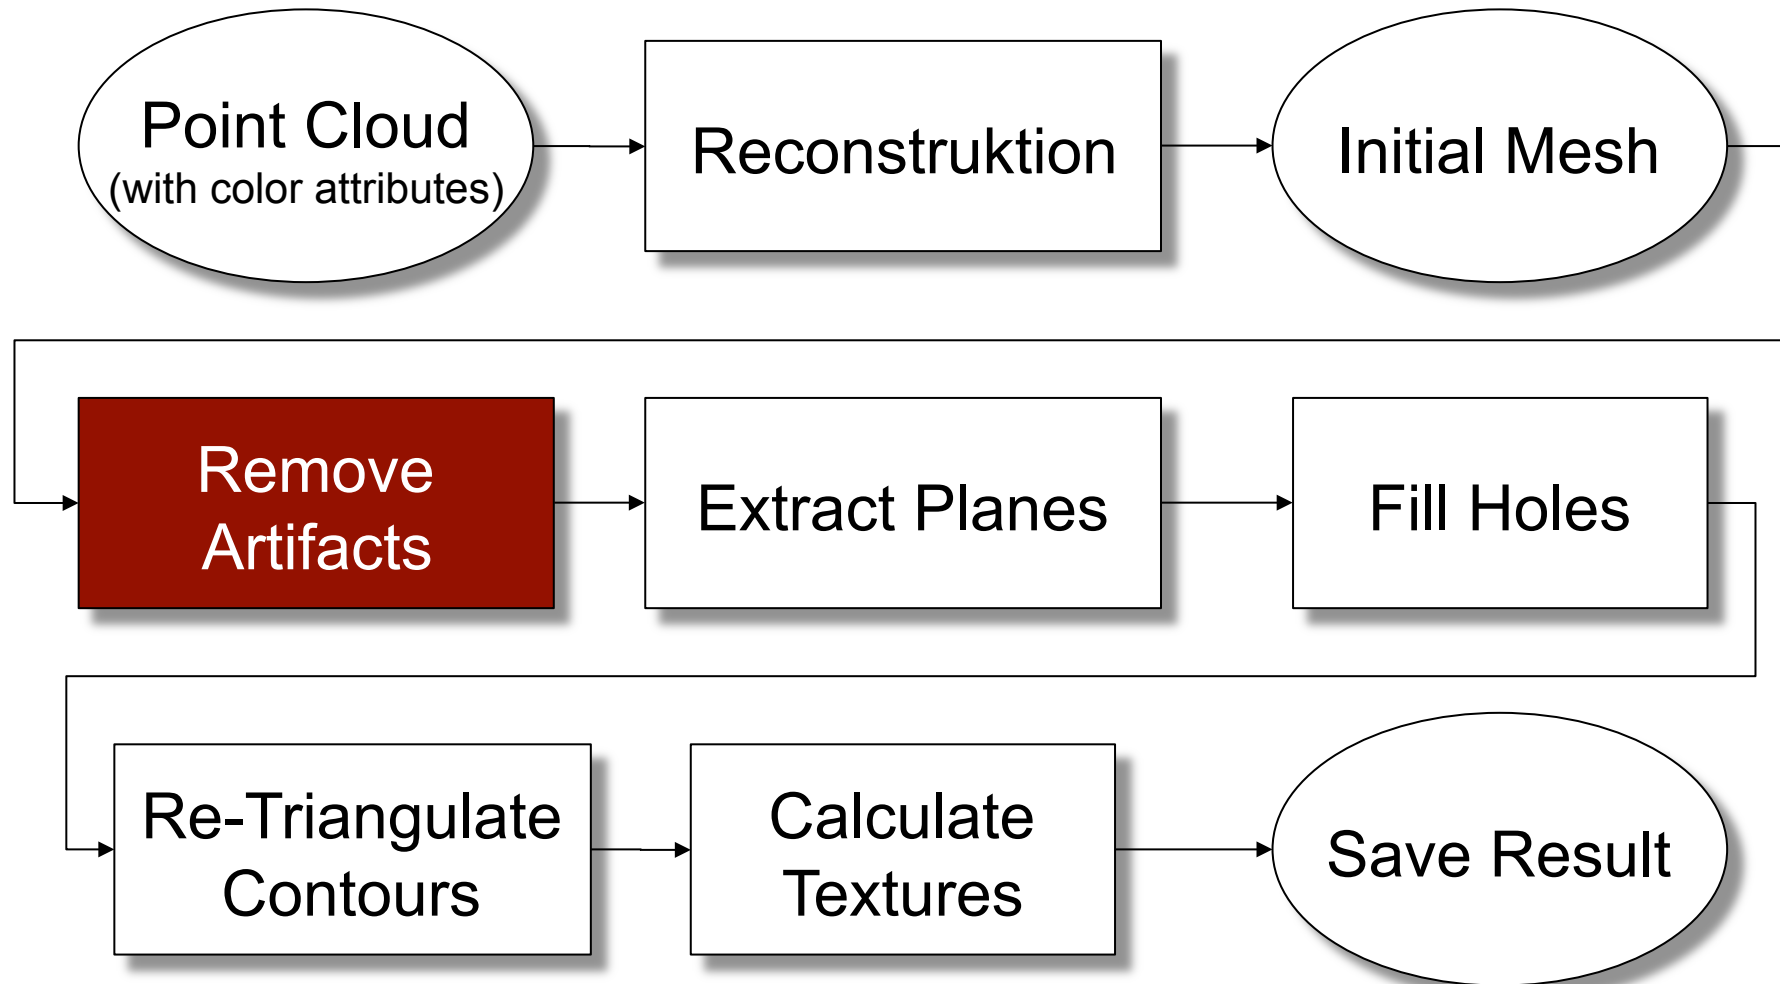 Point Cloud
(with color attributes)
Reconstruktion
Initial Mesh
Remove
Artifacts
Extract Planes
Fill Holes
Re-Triangulate
Contours
Calculate
Textures
Save Result